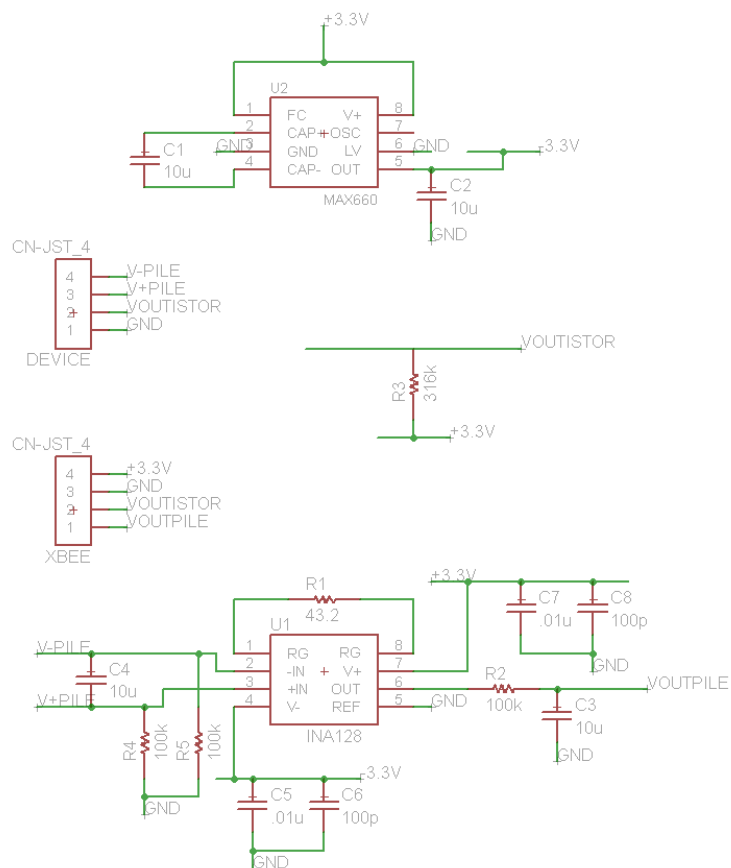 +3.3V
U2
1 FC V+ 8
2 CAP+ OSC 7
GND 3 GND LV 6 GND
4 CAP- OUT 5
MAX660
C1
10u
-3.3V
C2
10u
GND
CN-JST_4
4 V-PILE
3 V+PILE
2 VOUTISTOR
1 GND
DEVICE
VOUTISTOR
R3
316k
+3.3V
CN-JST_4
4 +3.3V
3 GND
2 VOUTISTOR
1 VOUTPILE
XBEE
R1
43.2
U1
1 RG RG 8
2 -IN V+ 7
3 +IN OUT 6
4 V- REF 5 GND
INA128
+3.3V
C7
.01u
C8
100p
GND
V-PILE
C4
10u
V+PILE
R4
100k
R5
100k
GND
R2
100k
VOUTPILE
C3
10u
GND
-3.3V
C5
.01u
C6
100p
GND